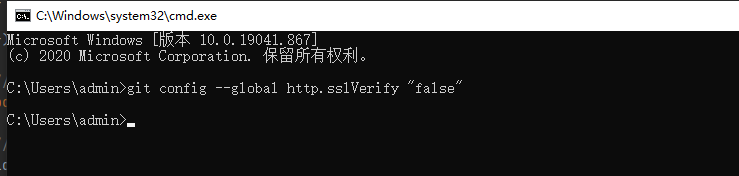 C:\Windows\system32\cmd.exe
Microsoft Windows [版本 10.0.19041.867]
(c) 2020 Microsoft Corporation. 保留所有权利。
C:\Users\admin>git config --global http.sslVerify "false"
C:\Users\admin>